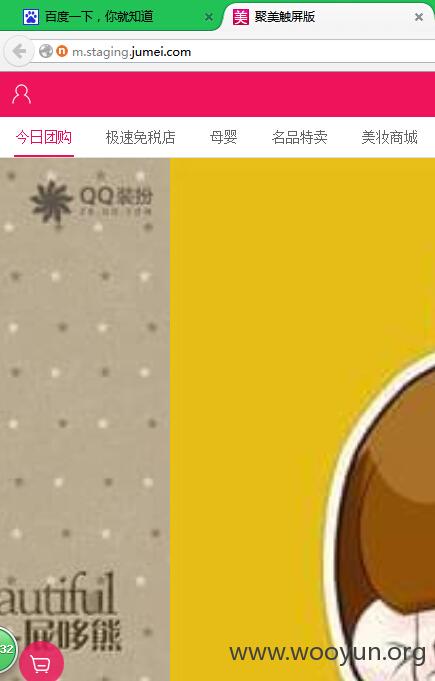 百度一下，你就知道
聚美触屏版
m.staging.jumei.com
今日团购 极速免税店 母婴 名品特卖 美妆商城
QQ装扮
autiful
展哆熊
32
www.wooyun.org